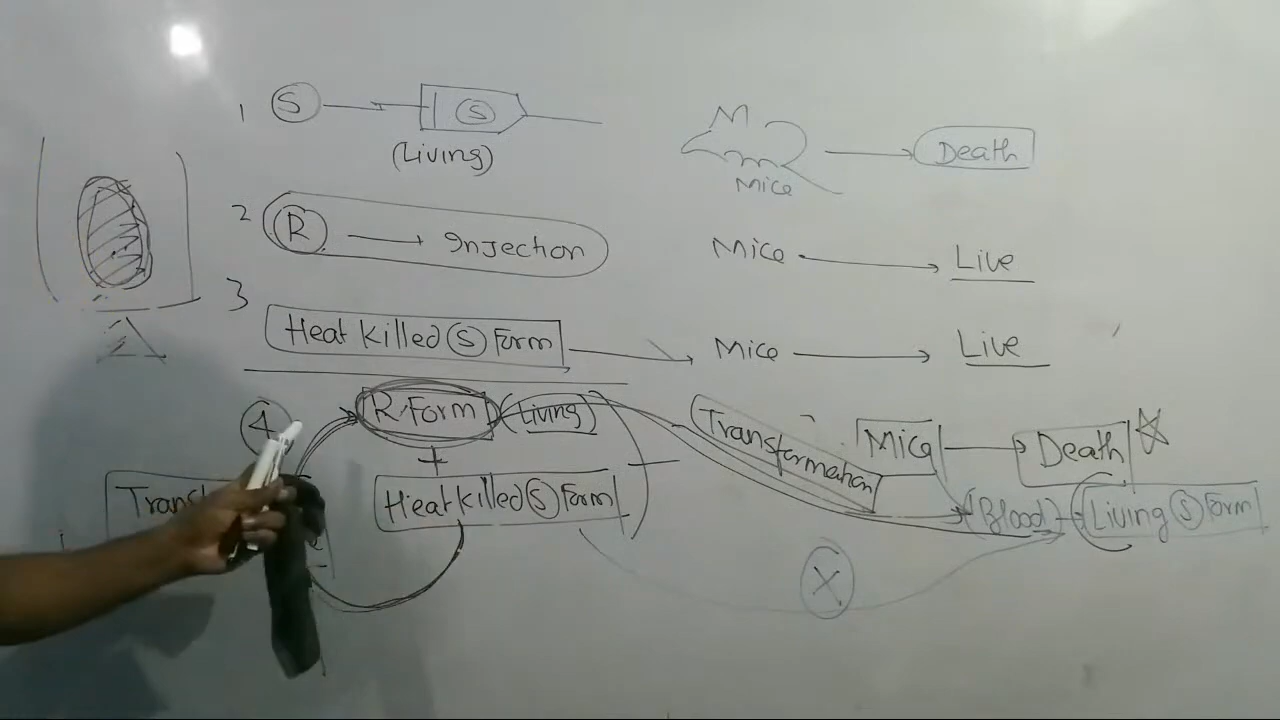 1 S S
(Living)
M
Mice
Death
2 R Injection Mice Live
3
Heat killed S Form Mice Live
4 R Form (Living)
+
Heat killed S Form
Transformation
Mice Death
(Blood) Living S Form
X